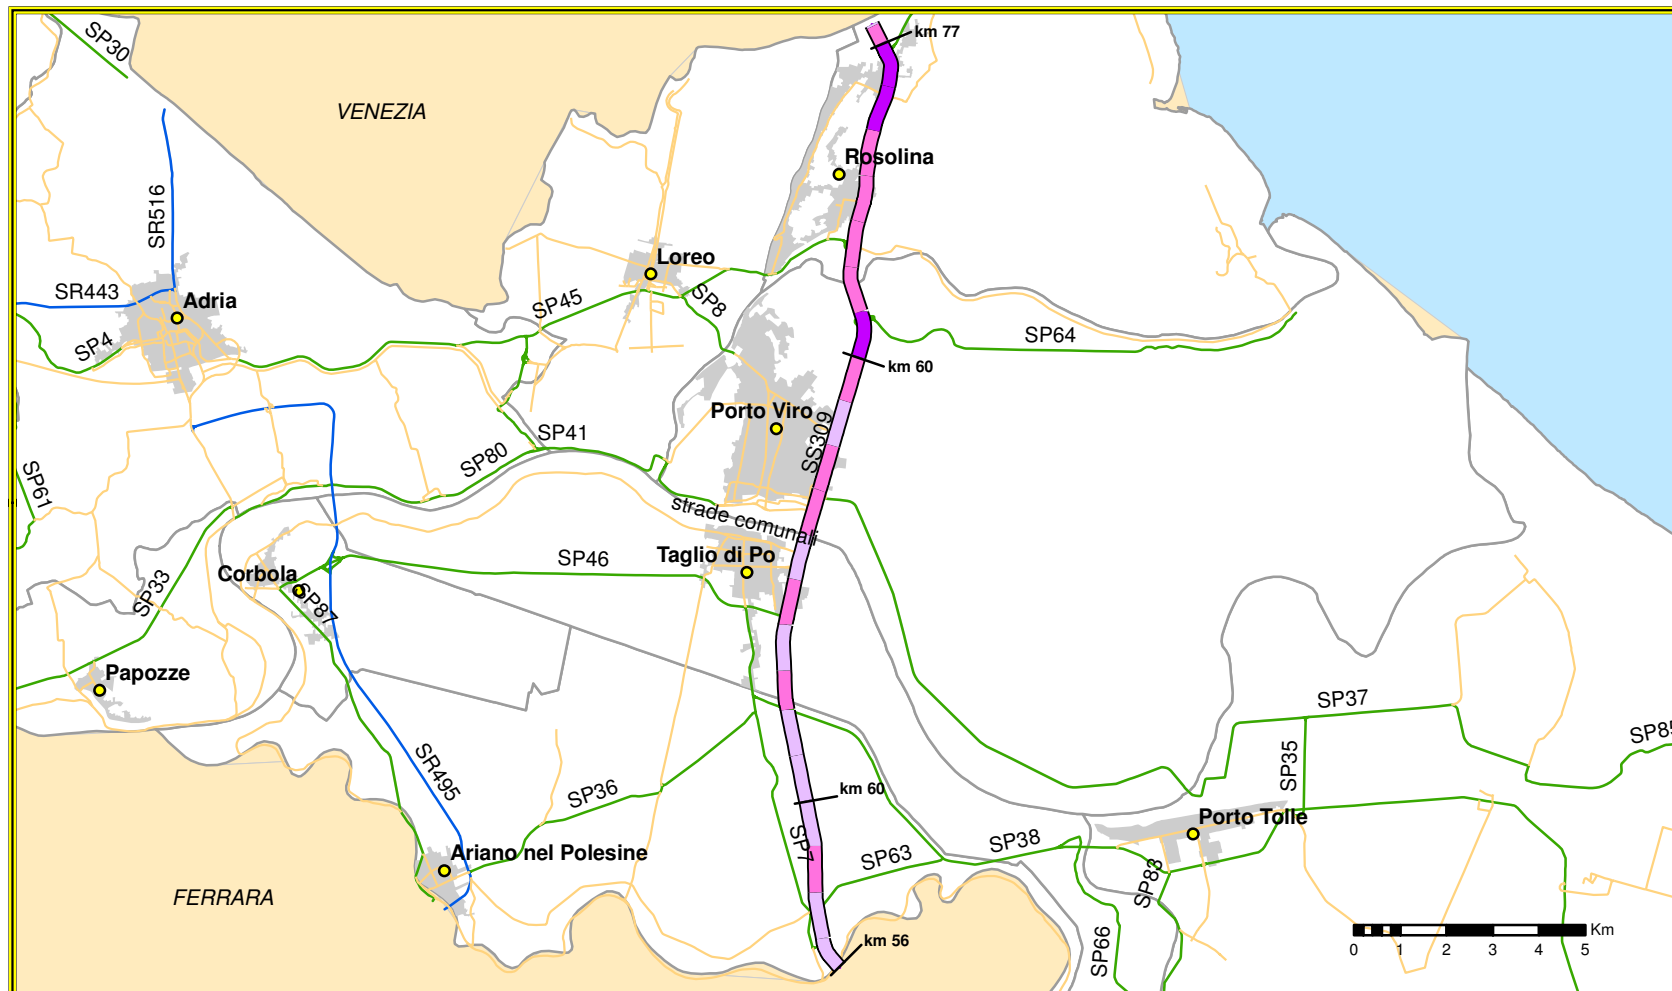 SP30
km 77
VENEZIA
Rosolina
SR516
Loreo
SR443
Adria
SP45
SP8
SP4
SP64
km 60
Porto Viro
SS309
SP41
SP80
SP61
strade comunali
Taglio di Po
SP46
Corbola
SP33
SP87
Papozze
SP37
SP85
SR495
SP35
SP36
km 60
Porto Tolle
SP7
SP38
SP63
Ariano nel Polesine
SP83
FERRARA
km 56
SP66
Km
0 1 2 3 4 5